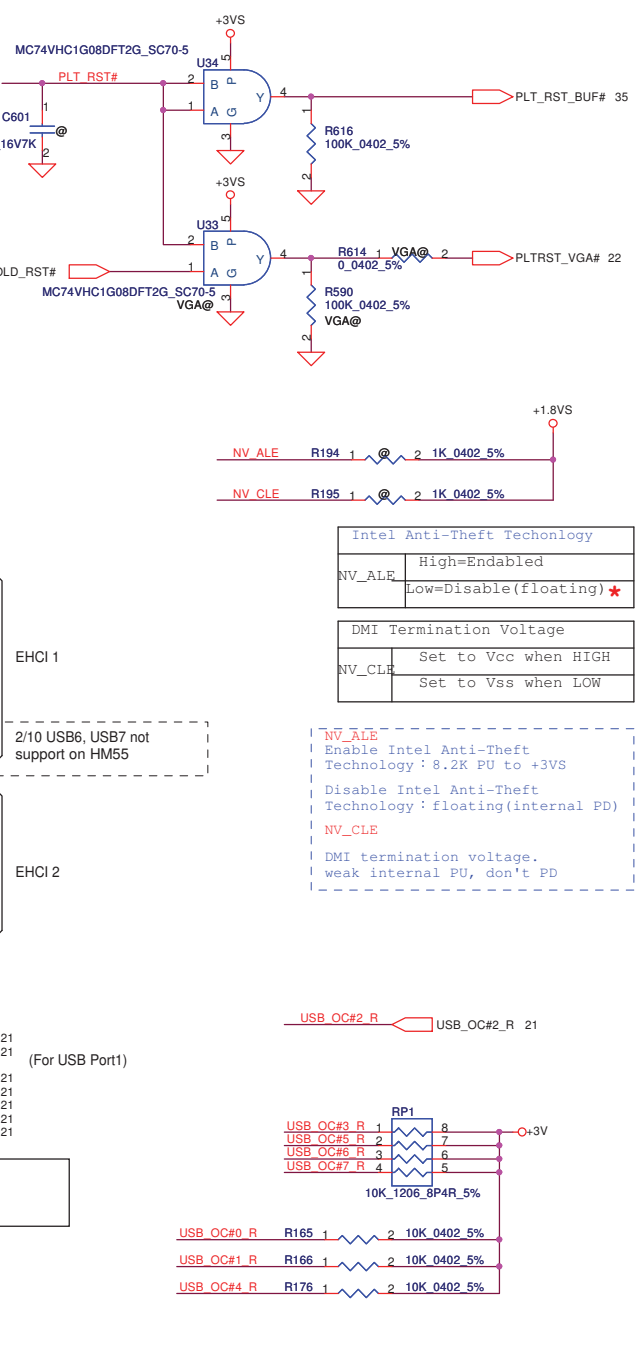 +3VS
MC74VHC1G08DFT2G_SC70-5
U34
5
PLT_RST#
2
B
P
Y
4
PLT_RST_BUF# 35
1
A
G
3
C601
1
@
16V7K
2
1
R616
100K_0402_5%
2
+3VS
U33
5
2
B
P
Y
4
R614
1
VGA@
2
PLTRST_VGA# 22
0_0402_5%
OLD_RST#
1
A
G
3
MC74VHC1G08DFT2G_SC70-5
VGA@
1
R590
100K_0402_5%
VGA@
2
+1.8VS
NV_ALE R194 1 @ 2 1K_0402_5%
NV_CLE R195 1 @ 2 1K_0402_5%
Intel Anti-Theft Techonlogy
NV_ALE
High=Endabled
Low=Disable(floating) *
DMI Termination Voltage
NV_CLE
Set to Vcc when HIGH
Set to Vss when LOW
EHCI 1
2/10 USB6, USB7 not
support on HM55
NV_ALE
Enable Intel Anti-Theft
Technology：8.2K PU to +3VS
Disable Intel Anti-Theft
Technology：floating(internal PD)
NV_CLE
DMI termination voltage.
weak internal PU, don't PD
EHCI 2
USB_OC#2_R
USB_OC#2_R 21
21
21
(For USB Port1)
21
21
21
21
21
RP1
USB_OC#3_R 1 8
+3V
USB_OC#5_R 2 7
USB_OC#6_R 3 6
USB_OC#7_R 4 5
10K_1206_8P4R_5%
USB_OC#0_R R165 1 2 10K_0402_5%
USB_OC#1_R R166 1 2 10K_0402_5%
USB_OC#4_R R176 1 2 10K_0402_5%